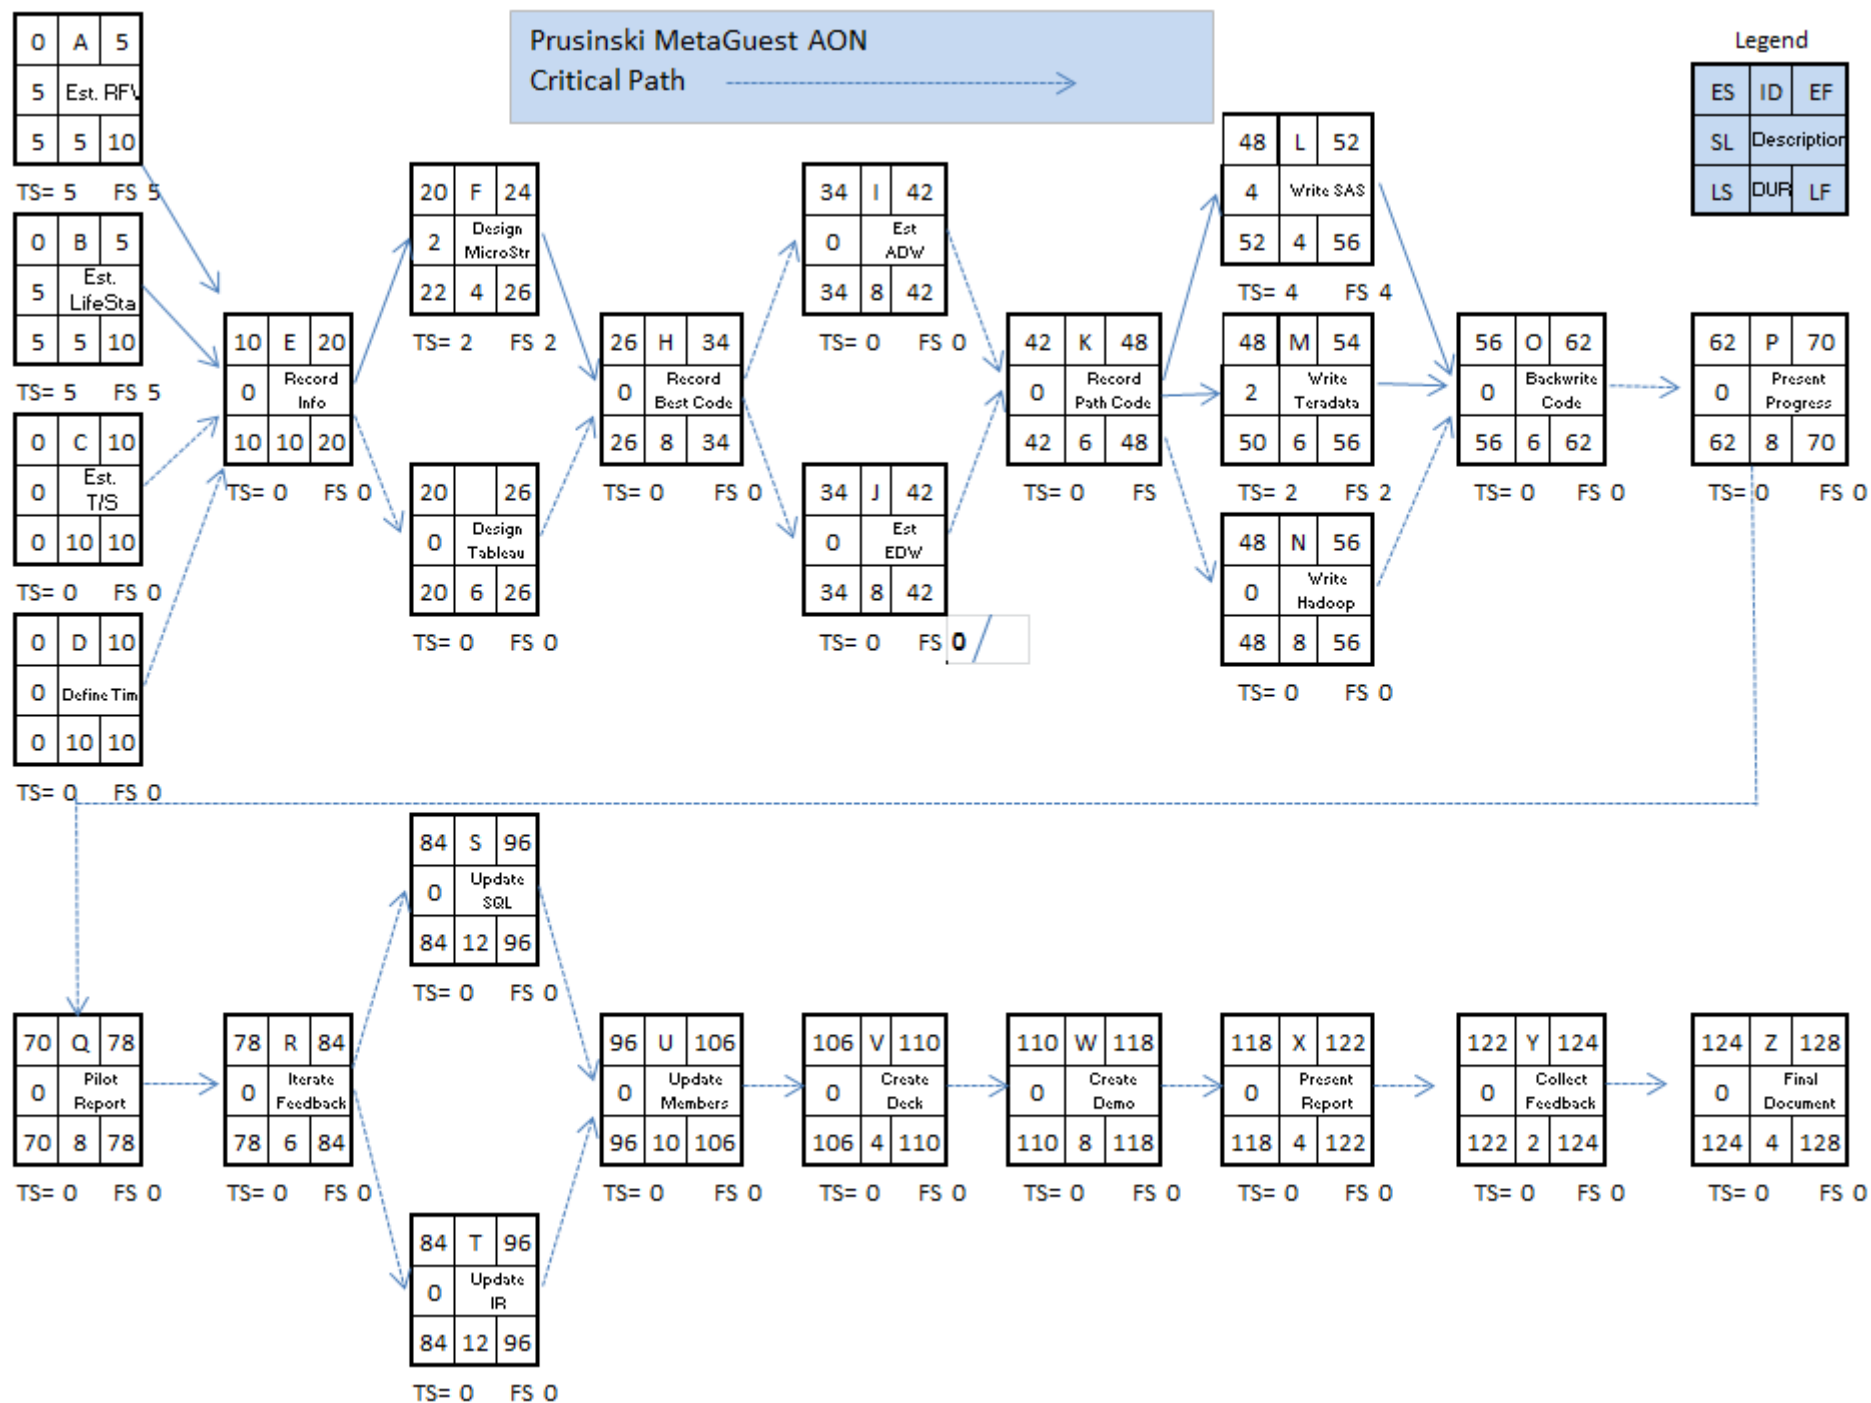 Prusinski MetaGuest AON
Critical Path
Legend
ES ID EF
SL Description
LS DUR LF
0 A 5
5 Est. RFV
5 5 10
TS= 5 FS 5
0 B 5
5 Est. LifeSta
5 5 10
TS= 5 FS 5
0 C 10
0 Est. T/S
0 10 10
TS= 0 FS 0
0 D 10
0 Define Tim
0 10 10
TS= 0 FS 0
10 E 20
0 Record Info
10 10 20
TS= 0 FS 0
20 F 24
2 Design MicroStr
22 4 26
TS= 2 FS 2
20 26
0 Design Tableau
20 6 26
TS= 0 FS 0
26 H 34
0 Record Best Code
26 8 34
TS= 0 FS 0
34 I 42
0 Est ADW
34 8 42
TS= 0 FS 0
34 J 42
0 Est EDW
34 8 42
TS= 0 FS 0
42 K 48
0 Record Path Code
42 6 48
TS= 0 FS
48 L 52
4 Write SAS
52 4 56
TS= 4 FS 4
48 M 54
2 Write Teradata
50 6 56
TS= 2 FS 2
48 N 56
0 Write Hadoop
48 8 56
TS= 0 FS 0
56 O 62
0 Backwrite Code
56 6 62
TS= 0 FS 0
62 P 70
0 Present Progress
62 8 70
TS= 0 FS 0
70 Q 78
0 Pilot Report
70 8 78
TS= 0 FS 0
78 R 84
0 Iterate Feedback
78 6 84
TS= 0 FS 0
84 S 96
0 Update SQL
84 12 96
TS= 0 FS 0
84 T 96
0 Update IR
84 12 96
TS= 0 FS 0
96 U 106
0 Update Members
96 10 106
TS= 0 FS 0
106 V 110
0 Create Deck
106 4 110
TS= 0 FS 0
110 W 118
0 Create Demo
110 8 118
TS= 0 FS 0
118 X 122
0 Present Report
118 4 122
TS= 0 FS 0
122 Y 124
0 Collect Feedback
122 2 124
TS= 0 FS 0
124 Z 128
0 Final Document
124 4 128
TS= 0 FS 0